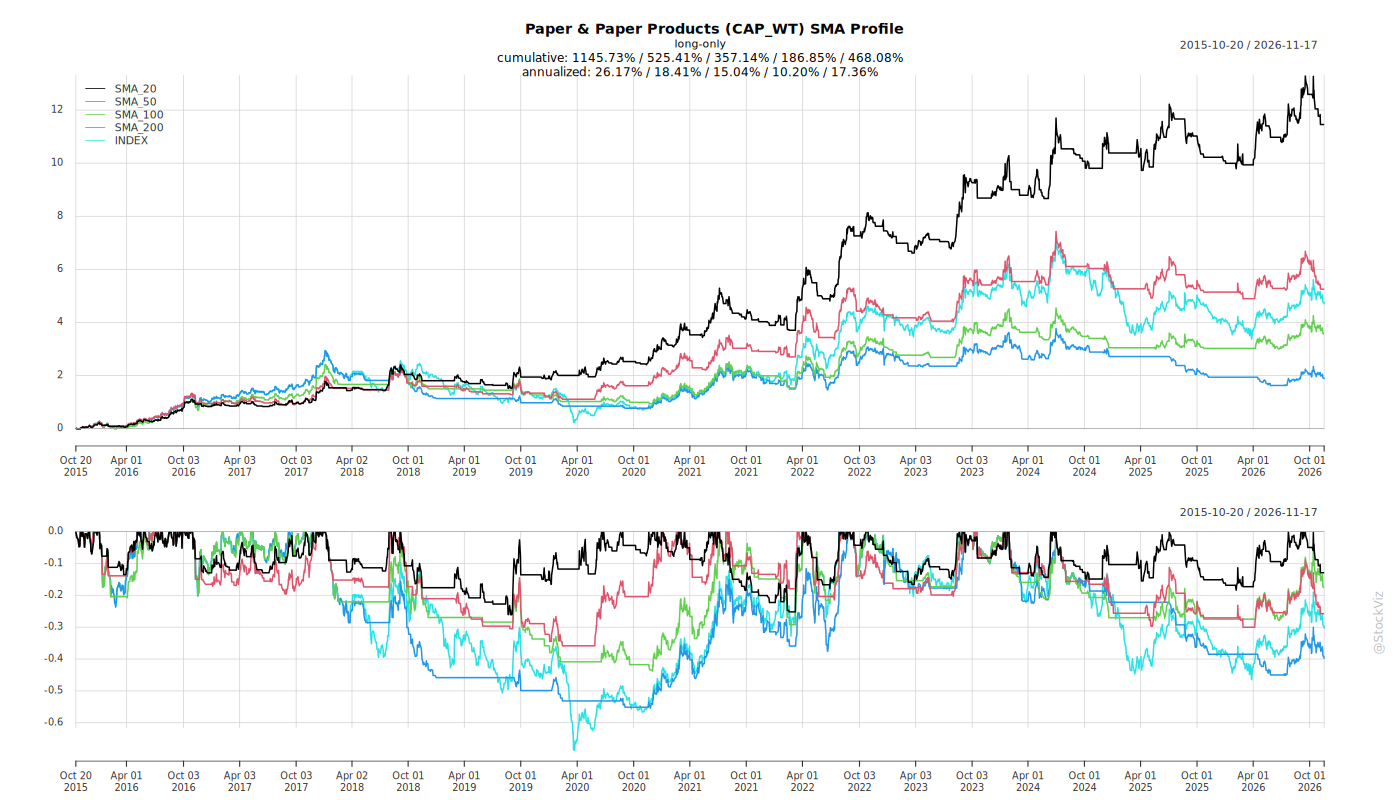 Paper & Paper Products (CAP_WT) SMA Profile
long-only
cumulative: 1145.73% / 525.41% / 357.14% / 186.85% / 468.08%
annualized: 26.17% / 18.41% / 15.04% / 10.20% / 17.36%
2015-10-20 / 2026-11-17
SMA_20
SMA_50
SMA_100
SMA_200
INDEX
12
10
8
6
4
2
0
Oct 20 Apr 01 Oct 03 Apr 03 Oct 03 Apr 02 Oct 01 Apr 01 Oct 01 Apr 01 Oct 01 Apr 01 Oct 01 Apr 01 Oct 03 Apr 03 Oct 03 Apr 01 Oct 01 Apr 01 Oct 01 Apr 01 Oct 01
2015 2016 2016 2017 2017 2018 2018 2019 2019 2020 2020 2021 2021 2022 2022 2023 2023 2024 2024 2025 2025 2026 2026
2015-10-20 / 2026-11-17
0.0
-0.1
-0.2
-0.3
-0.4
-0.5
-0.6
Oct 20 Apr 01 Oct 03 Apr 03 Oct 03 Apr 02 Oct 01 Apr 01 Oct 01 Apr 01 Oct 01 Apr 01 Oct 01 Apr 01 Oct 03 Apr 03 Oct 03 Apr 01 Oct 01 Apr 01 Oct 01 Apr 01 Oct 01
2015 2016 2016 2017 2017 2018 2018 2019 2019 2020 2020 2021 2021 2022 2022 2023 2023 2024 2024 2025 2025 2026 2026
@StockViz